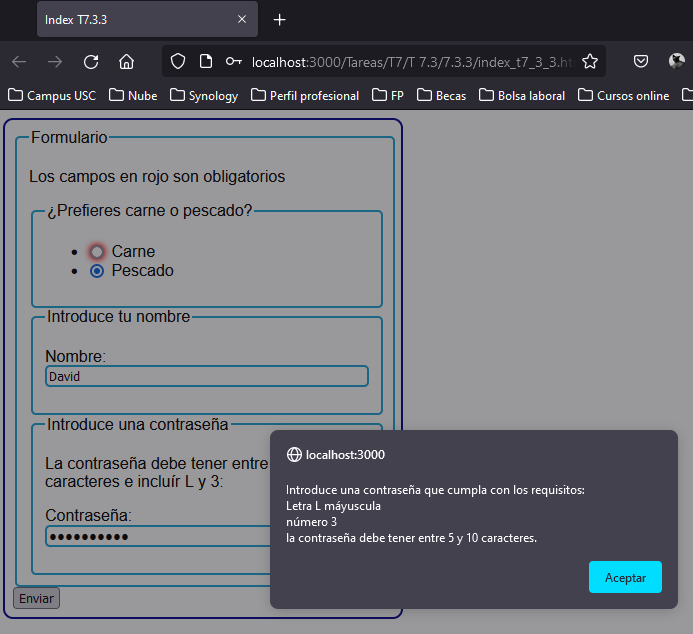 Index T7.3.3
localhost:3000/Tareas/T7/T 7.3/7.3.3/index_t7_3_3.ht
Campus USC Nube Synology Perfil profesional FP Becas Bolsa laboral Cursos online
Formulario
Los campos en rojo son obligatorios
¿Prefieres carne o pescado?
Carne
Pescado
Introduce tu nombre
Nombre:
David
Introduce una contraseña
La contraseña debe tener entre
caracteres e incluír L y 3:
Contraseña:
Enviar
localhost:3000
Introduce una contraseña que cumpla con los requisitos:
Letra L máyuscula
número 3
la contraseña debe tener entre 5 y 10 caracteres.
Aceptar